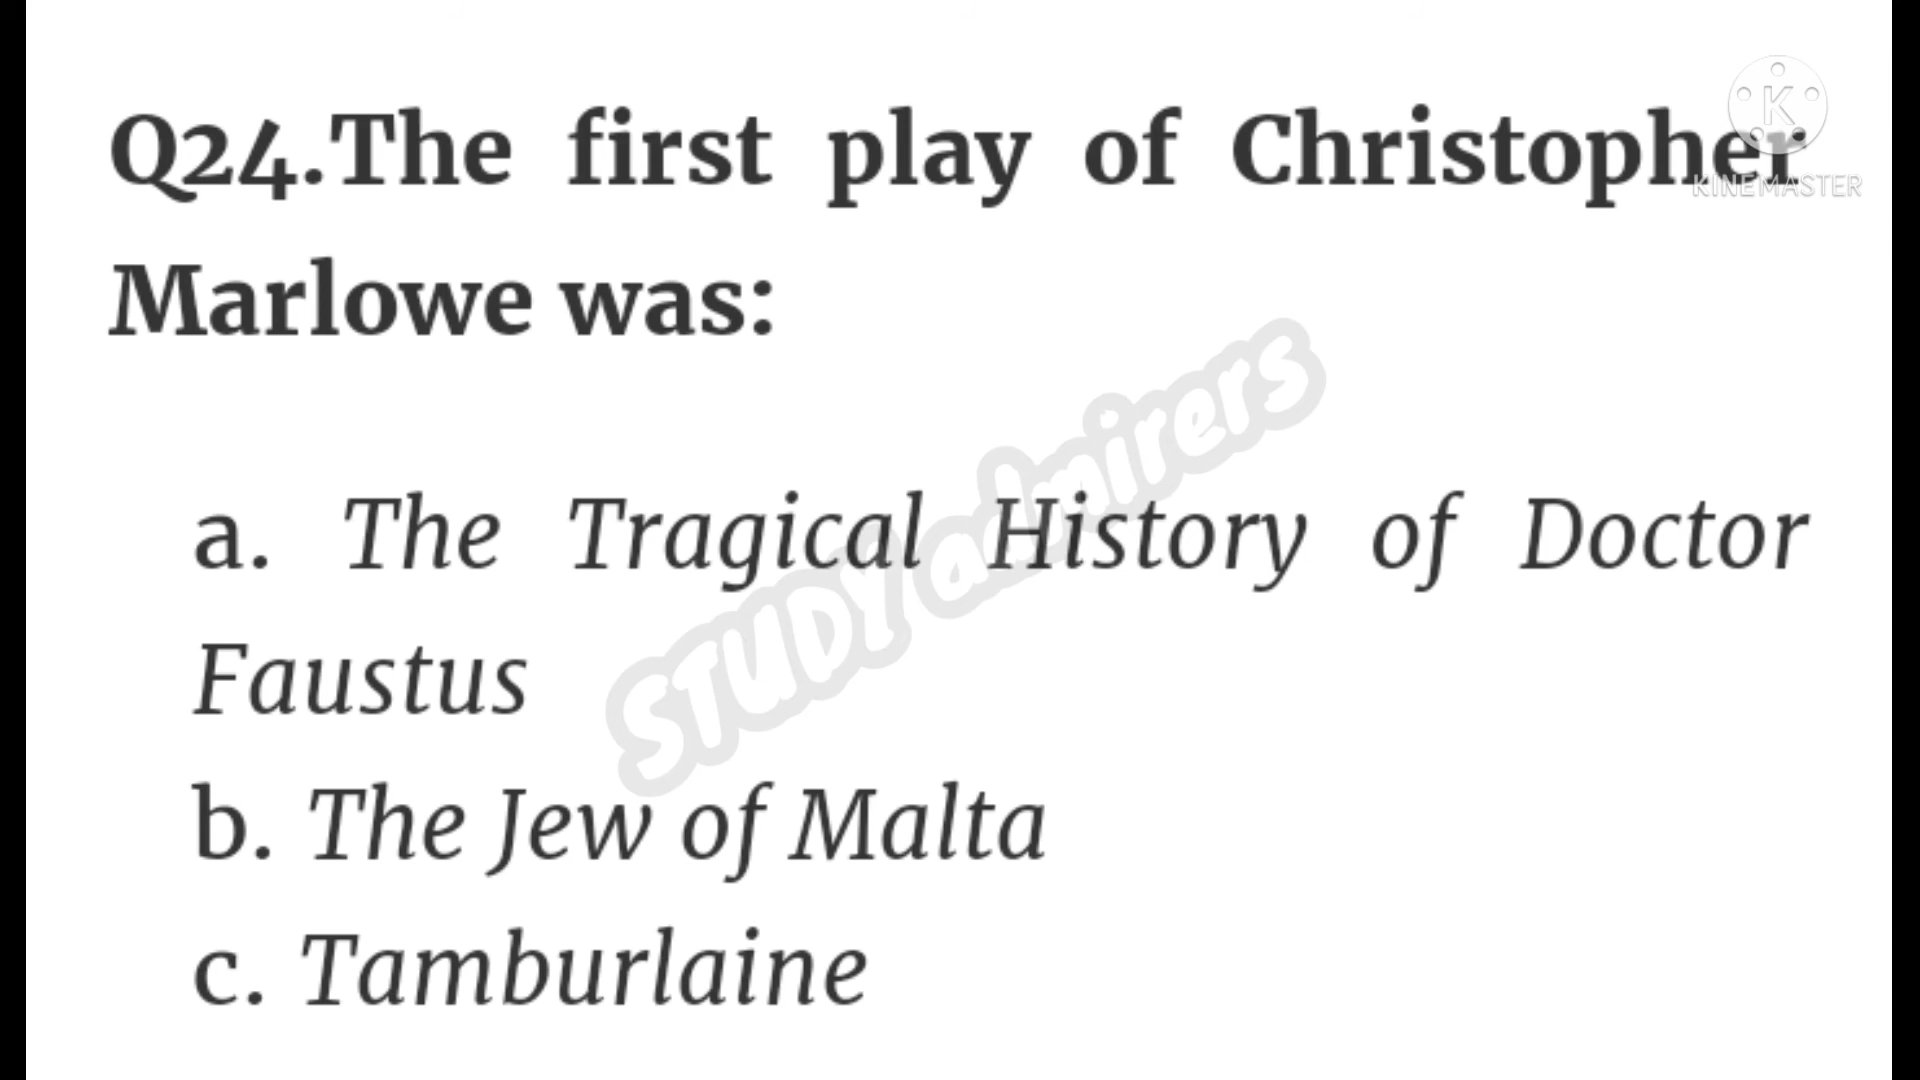 Q24.The first play of Christopher
KINEMASTER
Marlowe was:
STUDY admirers
a. The Tragical History of Doctor
Faustus
b. The Jew of Malta
c. Tamburlaine